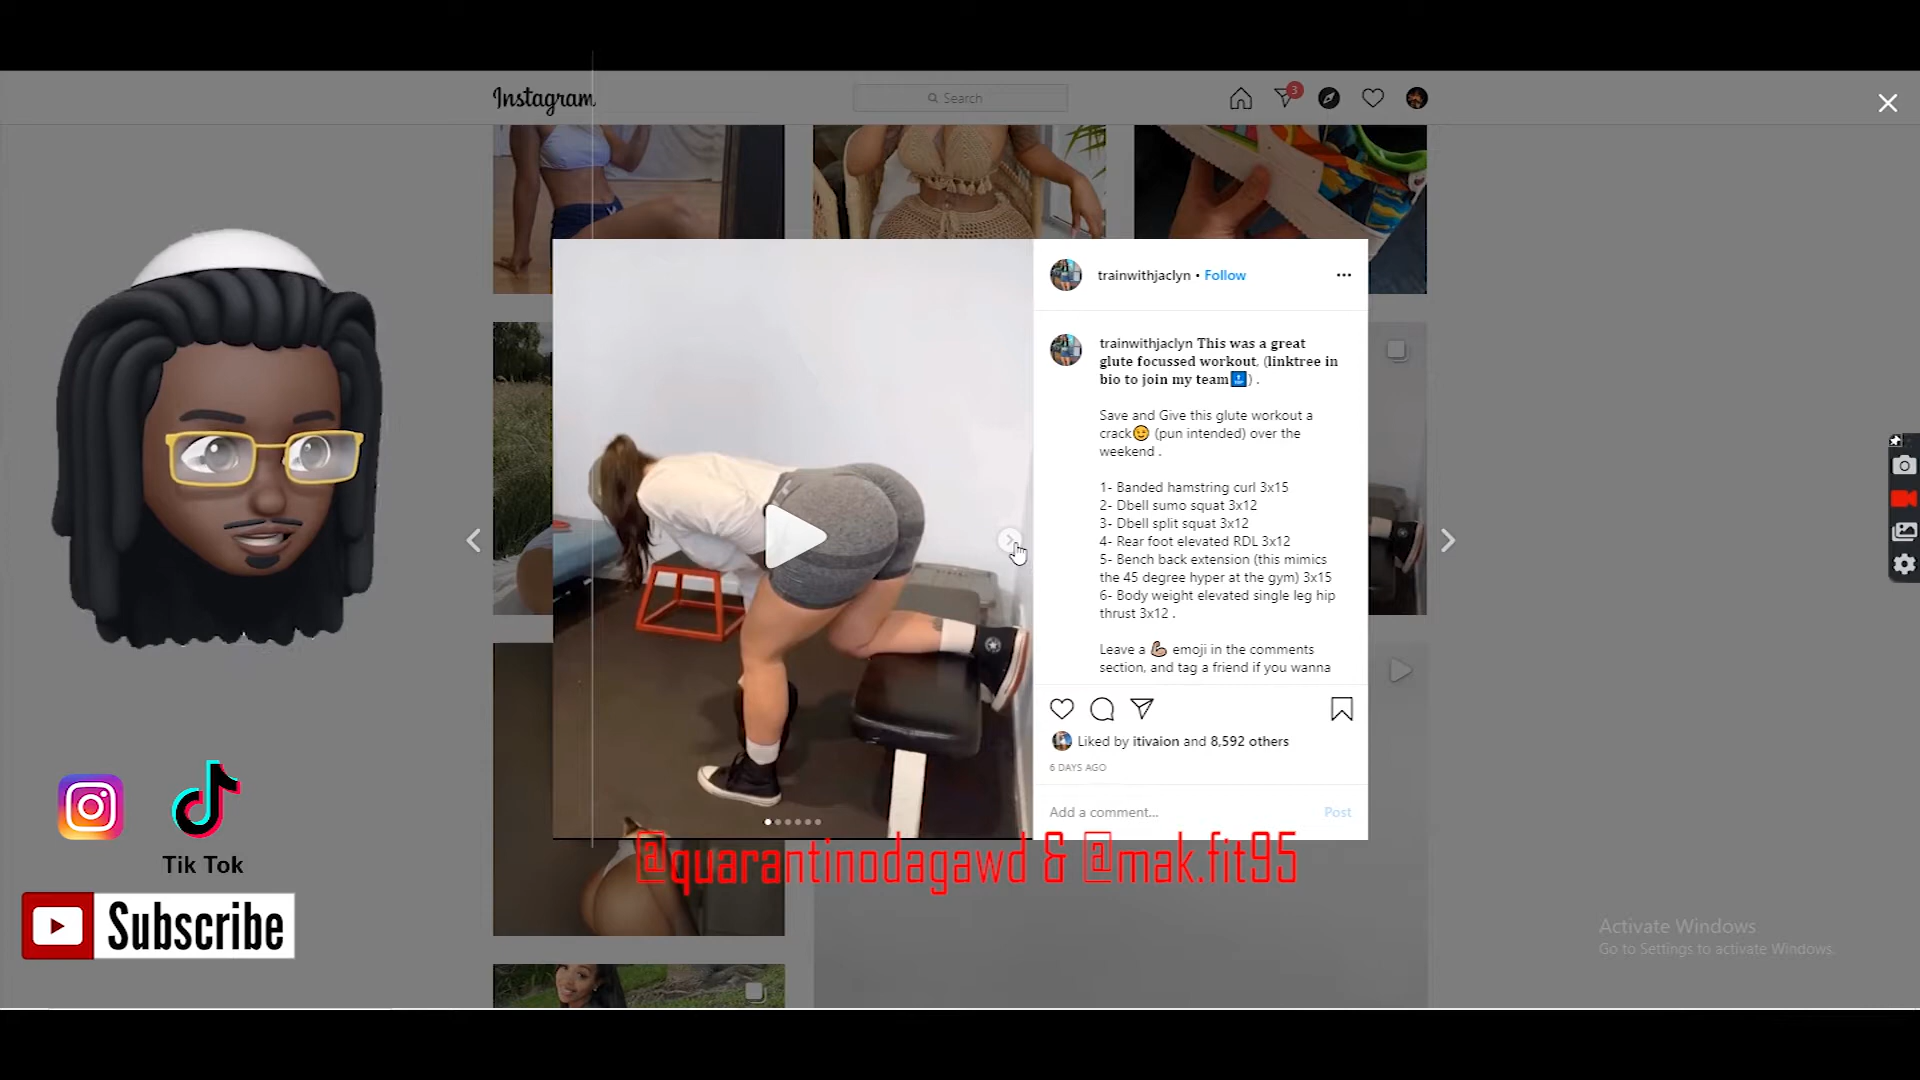 Instagram
Search
3
trainwithjaclyn • Follow
trainwithjaclyn This was a great
glute focussed workout, (linktree in
bio to join my team) .
Save and Give this glute workout a
crack😉 (pun intended) over the
weekend .
1- Banded hamstring curl 3x15
2- Dbell sumo squat 3x12
3- Dbell split squat 3x12
4- Rear foot elevated RDL 3x12
5- Bench back extension (this mimics
the 45 degree hyper at the gym) 3x15
6- Body weight elevated single leg hip
thrust 3x12 .
Leave a 💪🏼 emoji in the comments
section, and tag a friend if you wanna
Liked by itivaion and 8,592 others
6 DAYS AGO
Add a comment...
Post
@quarantinodagawd & @mak.fit95
Tik Tok
Subscribe
Activate Windows
Go to Settings to activate Windows.